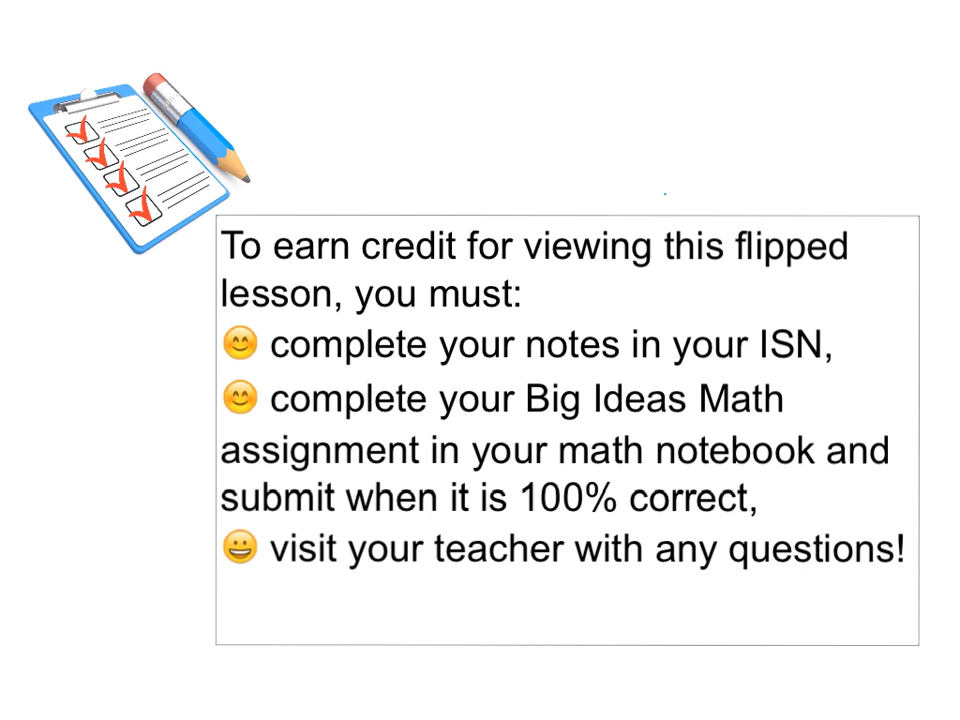 To earn credit for viewing this flipped
lesson, you must:
😊 complete your notes in your ISN,
😊 complete your Big Ideas Math
assignment in your math notebook and
submit when it is 100% correct,
😀 visit your teacher with any questions!